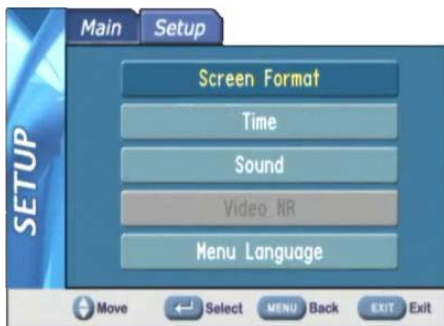 Main Setup
SETUP
Screen Format
Time
Sound
Video NR
Menu Language
Move Select MENU Back EXIT Exit